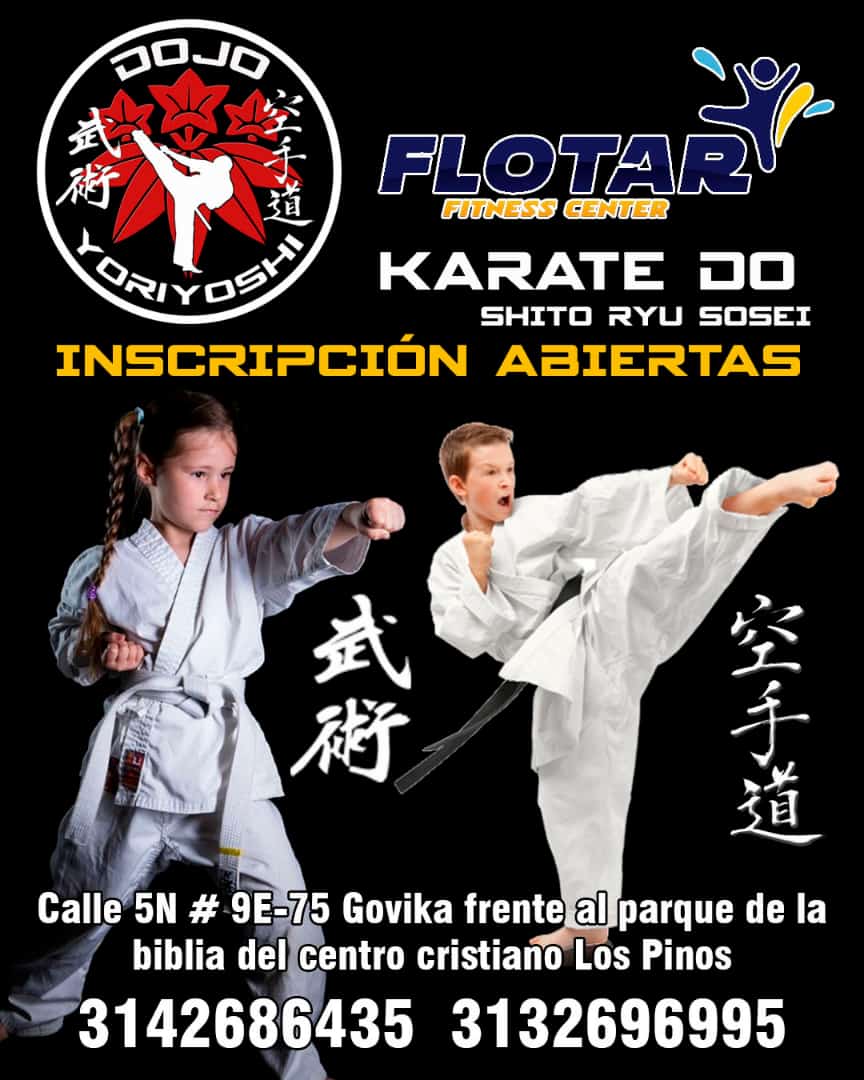 DOJO
武術
空手道
YORIYOSHI
FLOTAR
FITNESS CENTER
KARATE DO
SHITO RYU SOSEI
INSCRIPCIÓN ABIERTAS
武術
空手道
Calle 5N # 9E-75 Govika frente al parque de la
biblia del centro cristiano Los Pinos
3142686435 3132696995